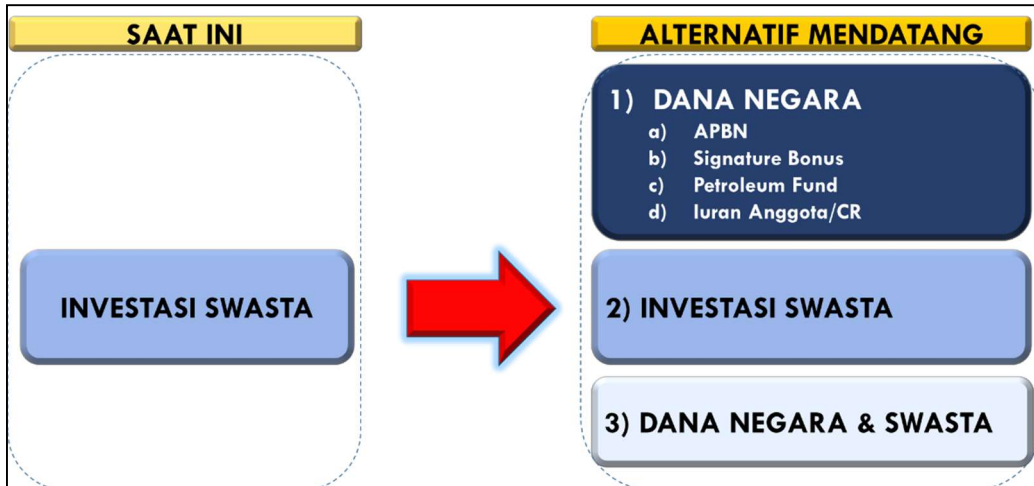 SAAT INI
INVESTASI SWASTA
ALTERNATIF MENDATANG
1) DANA NEGARA
a) APBN
b) Signature Bonus
c) Petroleum Fund
d) Iuran Anggota/CR
2) INVESTASI SWASTA
3) DANA NEGARA & SWASTA